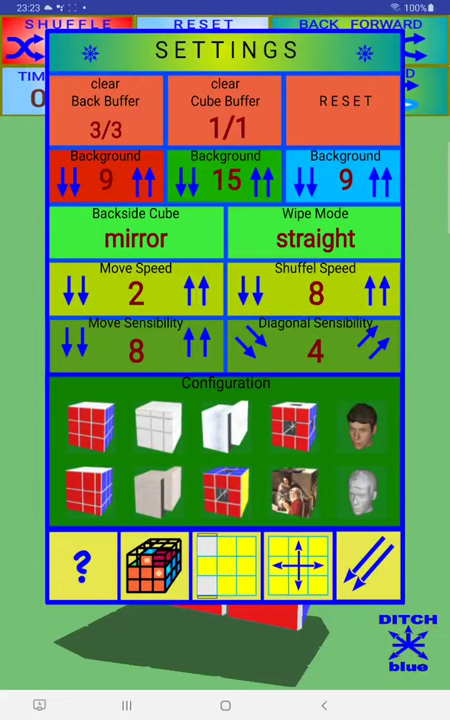 23:23
100%
SHUFFLE
RESET
BACK FORWARD
TIM
0
D
SETTINGS
clear
Back Buffer
3/3
clear
Cube Buffer
1/1
RESET
Background
9
Background
15
Background
9
Backside Cube
mirror
Wipe Mode
straight
Move Speed
2
Shuffel Speed
8
Move Sensibility
8
Diagonal Sensibility
4
Configuration
?
DITCH
blue